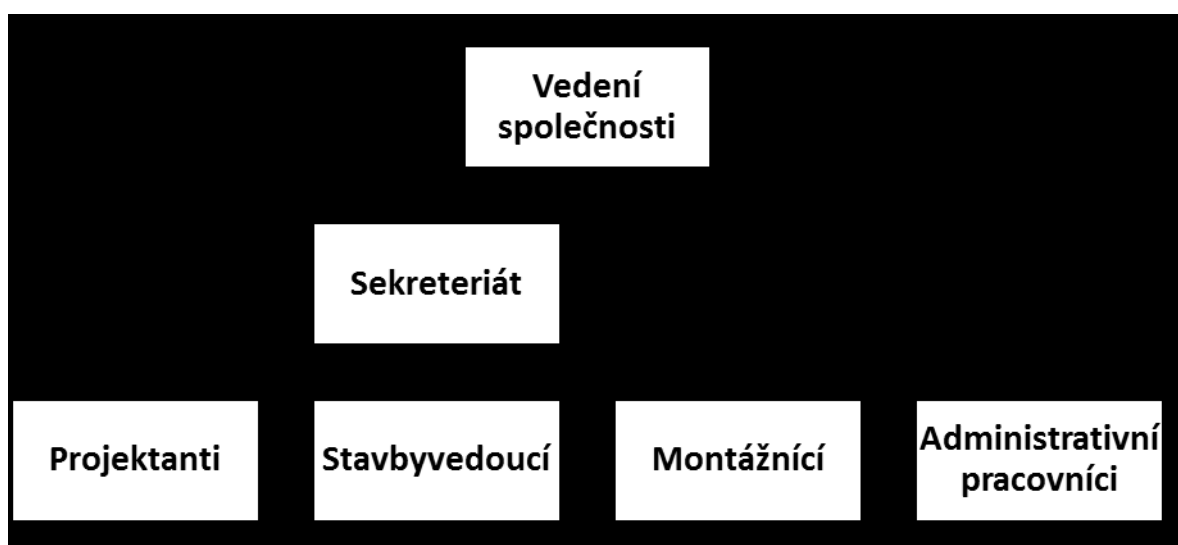 Vedení
společnosti
Sekreteriát
Projektanti
Stavbyvedoucí
Montážnící
Administrativní
pracovníci